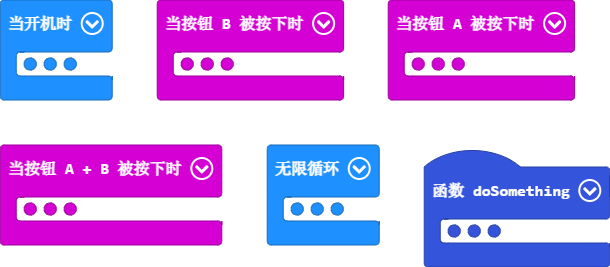 当开机时
当按钮 B 被按下时
当按钮 A 被按下时
当按钮 A + B 被按下时
无限循环
函数 doSomething